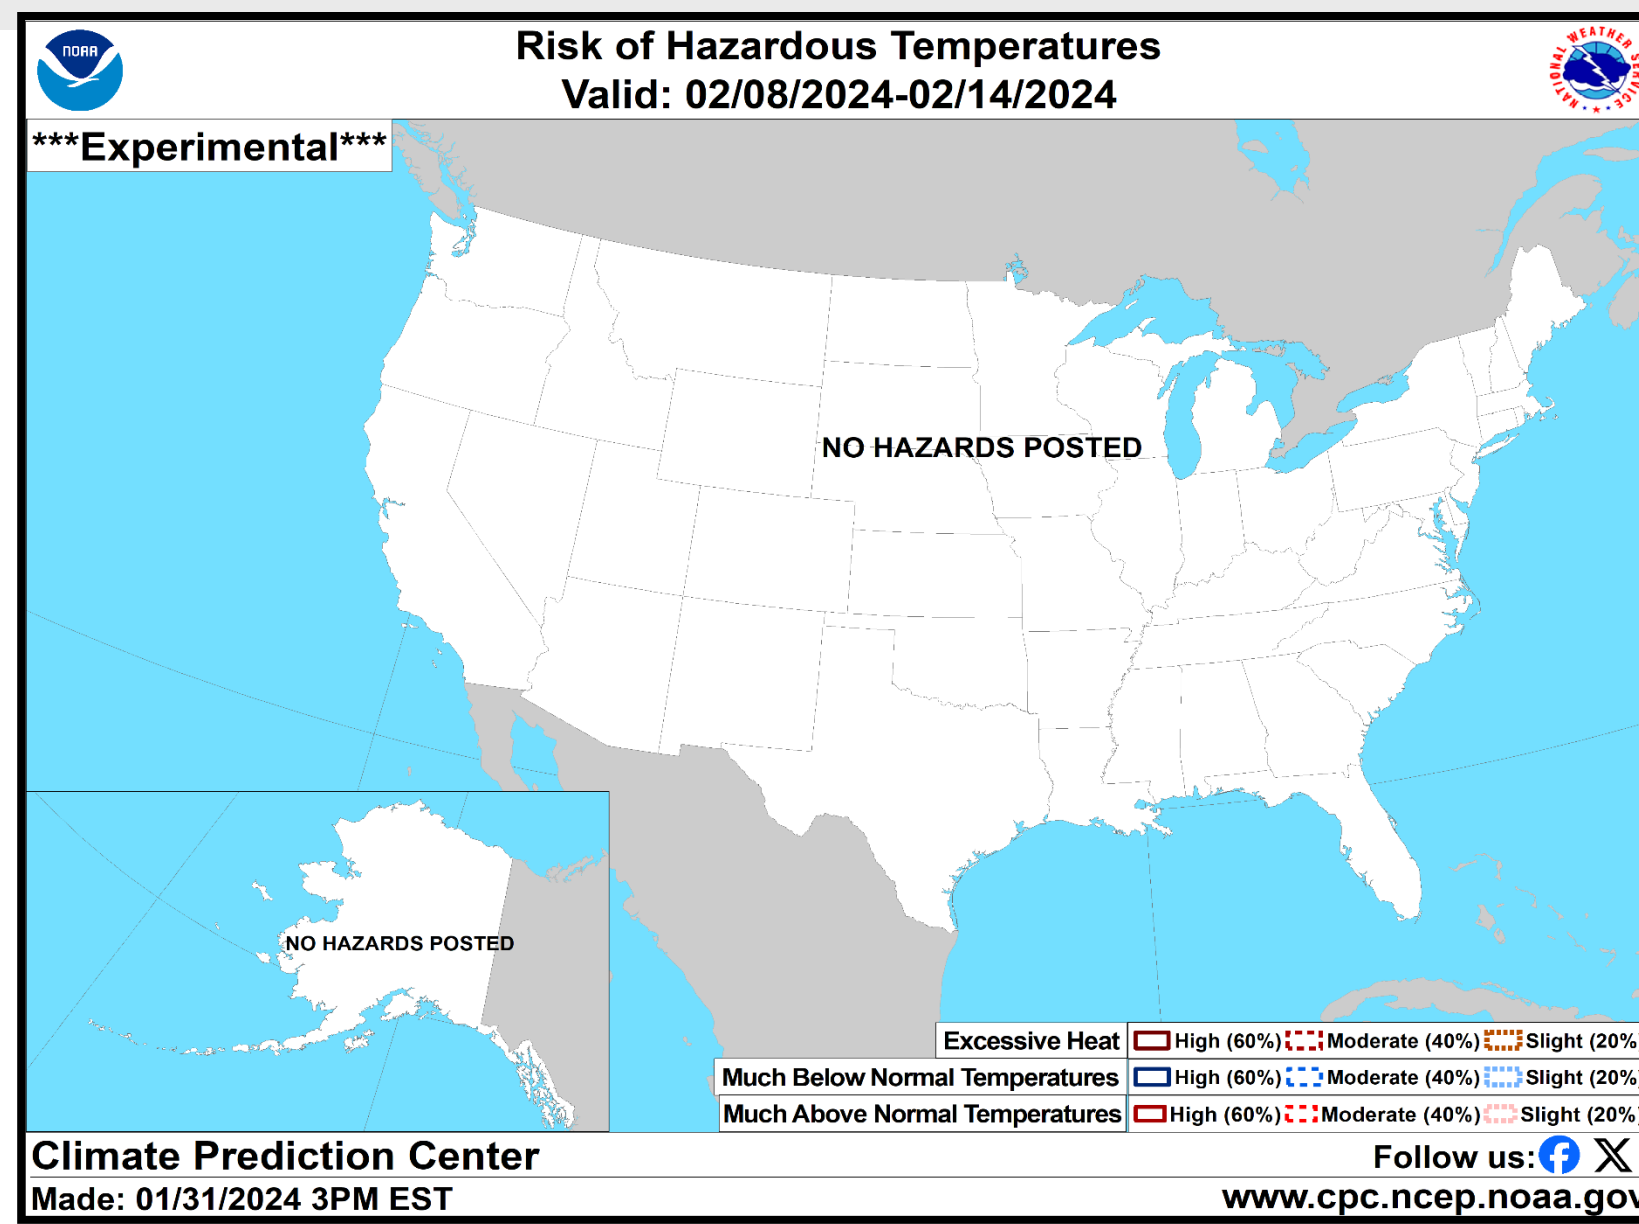 NOAA
Risk of Hazardous Temperatures
Valid: 02/08/2024-02/14/2024
NATIONAL WEATHER SERVICE
***Experimental***
NO HAZARDS POSTED
NO HAZARDS POSTED
Excessive Heat High (60%) Moderate (40%) Slight (20%)
Much Below Normal Temperatures High (60%) Moderate (40%) Slight (20%)
Much Above Normal Temperatures High (60%) Moderate (40%) Slight (20%)
Climate Prediction Center
Follow us:
Made: 01/31/2024 3PM EST
www.cpc.ncep.noaa.gov